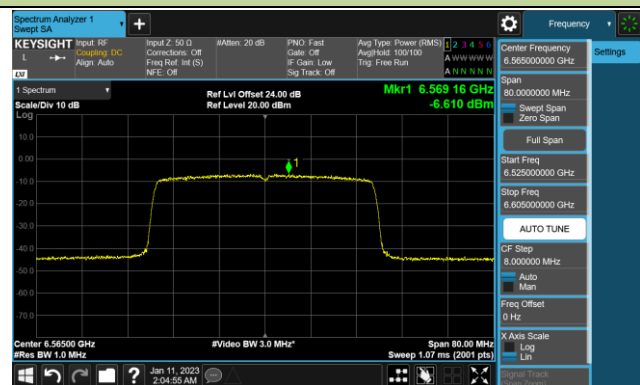 Spectrum Analyzer 1
Swept SA
Frequency
KEYSIGHT
L
LXI
Input: RF
Coupling: DC
Align: Auto
Input Z: 50 Ω
Corrections: Off
Freq Ref: Int (S)
NFE: Off
#Atten: 20 dB
PNO: Fast
Gate: Off
IF Gain: Low
Sig Track: Off
Avg Type: Power (RMS)
Avg|Hold: 100/100
Trig: Free Run
1 2 3 4 5 6
A W W W W W
A N N N N N
1 Spectrum
Scale/Div 10 dB
Log
Ref Lvl Offset 24.00 dB
Ref Level 20.00 dBm
Mkr1 6.569 16 GHz
-6.610 dBm
10.0
0.00
-10.0
-20.0
-30.0
-40.0
-50.0
-60.0
-70.0
1
Center 6.56500 GHz
#Res BW 1.0 MHz
#Video BW 3.0 MHz*
Span 80.00 MHz
Sweep 1.07 ms (2001 pts)
Center Frequency
6.565000000 GHz
Settings
Span
80.0000000 MHz
Swept Span
Zero Span
Full Span
Start Freq
6.525000000 GHz
Stop Freq
6.605000000 GHz
AUTO TUNE
CF Step
8.000000 MHz
Auto
Man
Freq Offset
0 Hz
X Axis Scale
Log
Lin
Signal Track
?
Jan 11, 2023
2:04:55 AM